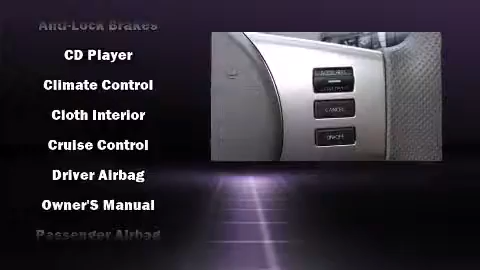 Anti-Lock Brakes
CD Player
Climate Control
Cloth Interior
Cruise Control
Driver Airbag
Owner'S Manual
Passenger Airbag
CANCEL
ON·OFF